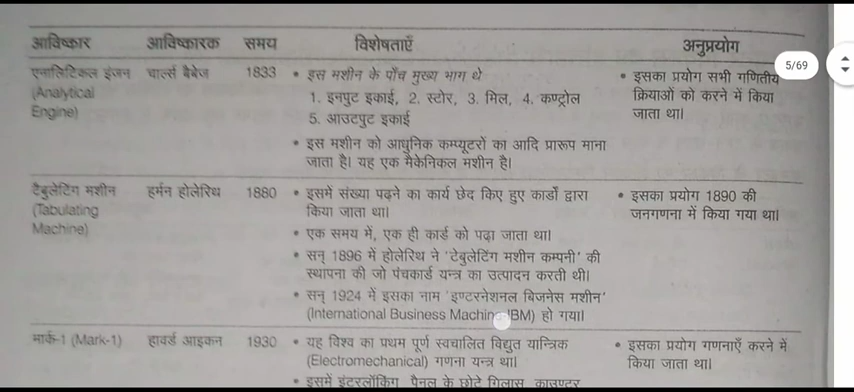 आविष्कार आविष्कारक समय विशेषताएँ अनुप्रयोग
5/69
एनालिटिकल इंजन चार्ल्स बैबेज 1833 • इस मशीन के पाँच मुख्य भाग थे • इसका प्रयोग सभी गणितीय
(Analytical 1. इनपुट इकाई, 2. स्टोर, 3. मिल, 4. कण्ट्रोल क्रियाओं को करने में किया
Engine) 5. आउटपुट इकाई जाता था।
• इस मशीन को आधुनिक कम्प्यूटरों का आदि प्रारूप माना
जाता है। यह एक मैकेनिकल मशीन है।
टैबुलेटिंग मशीन हर्मन होलेरिथ 1880 • इसमें संख्या पढ़ने का कार्य छेद किए हुए कार्डों द्वारा • इसका प्रयोग 1890 की
(Tabulating किया जाता था। जनगणना में किया गया था।
Machine) • एक समय में, एक ही कार्ड को पढ़ा जाता था।
• सन् 1896 में होलेरिथ ने 'टेबुलेटिंग मशीन कम्पनी' की
स्थापना की जो पंचकार्ड यन्त्र का उत्पादन करती थी।
• सन् 1924 में इसका नाम 'इण्टरनेशनल बिजनेस मशीन'
(International Business Machine-IBM) हो गया।
मार्क-1 (Mark-1) हावर्ड आइकन 1930 • यह विश्व का प्रथम पूर्ण स्वचालित विद्युत यान्त्रिक • इसका प्रयोग गणनाएँ करने में
(Electromechanical) गणना यन्त्र था। किया जाता था।
• इसमें इंटरलॉकिंग पैनल के छोटे गिलास, काउण्टर